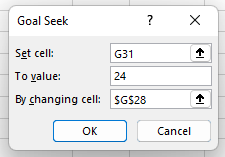 Goal Seek ? ×
Set cell: G31
To value: 24
By changing cell: $G$28
OK Cancel